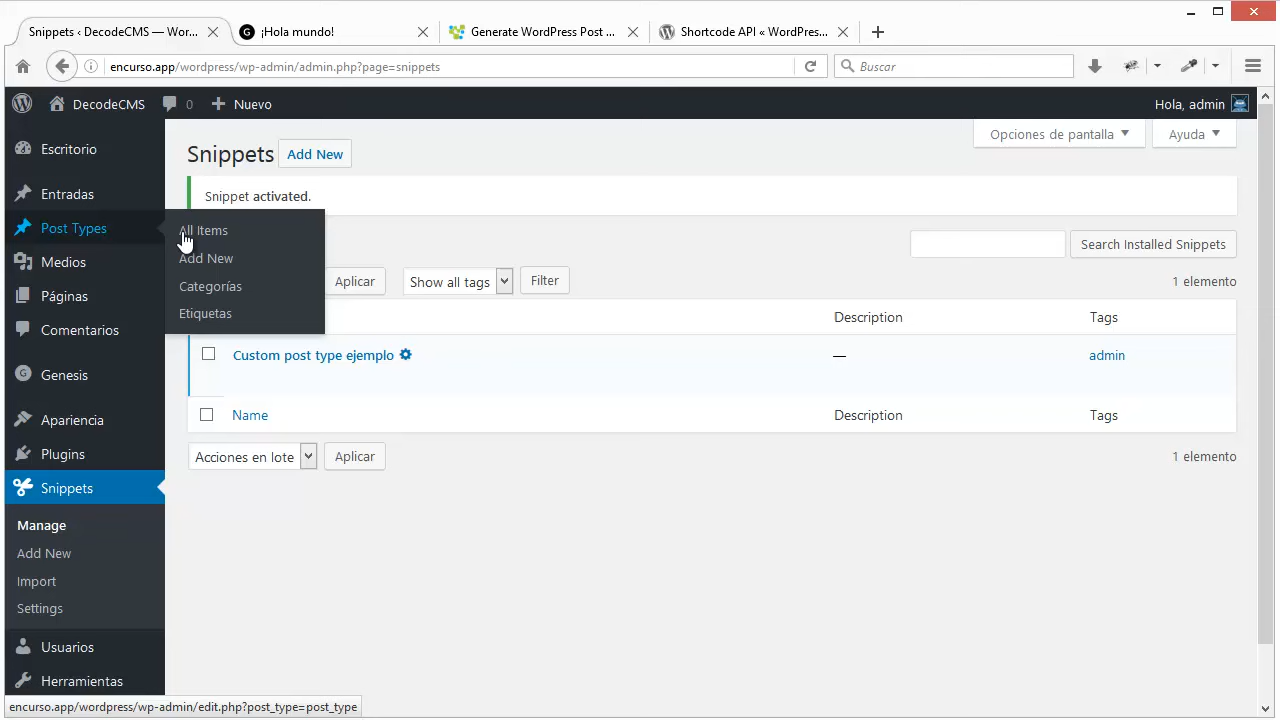 Snippets ‹ DecodeCMS — Wor...
¡Hola mundo!
Generate WordPress Post ...
Shortcode API « WordPres...
encurso.app/wordpress/wp-admin/admin.php?page=snippets
Buscar
DecodeCMS
0
Nuevo
Hola, admin
Escritorio
Entradas
Post Types
Medios
Páginas
Comentarios
Genesis
Apariencia
Plugins
Snippets
Manage
Add New
Import
Settings
Usuarios
Herramientas
All Items
Add New
Categorías
Etiquetas
Opciones de pantalla
Ayuda
Snippets
Add New
Snippet activated.
Search Installed Snippets
Aplicar
Show all tags
Filter
1 elemento
Description
Tags
Custom post type ejemplo
—
admin
Name
Description
Tags
Acciones en lote
Aplicar
1 elemento
encurso.app/wordpress/wp-admin/edit.php?post_type=post_type